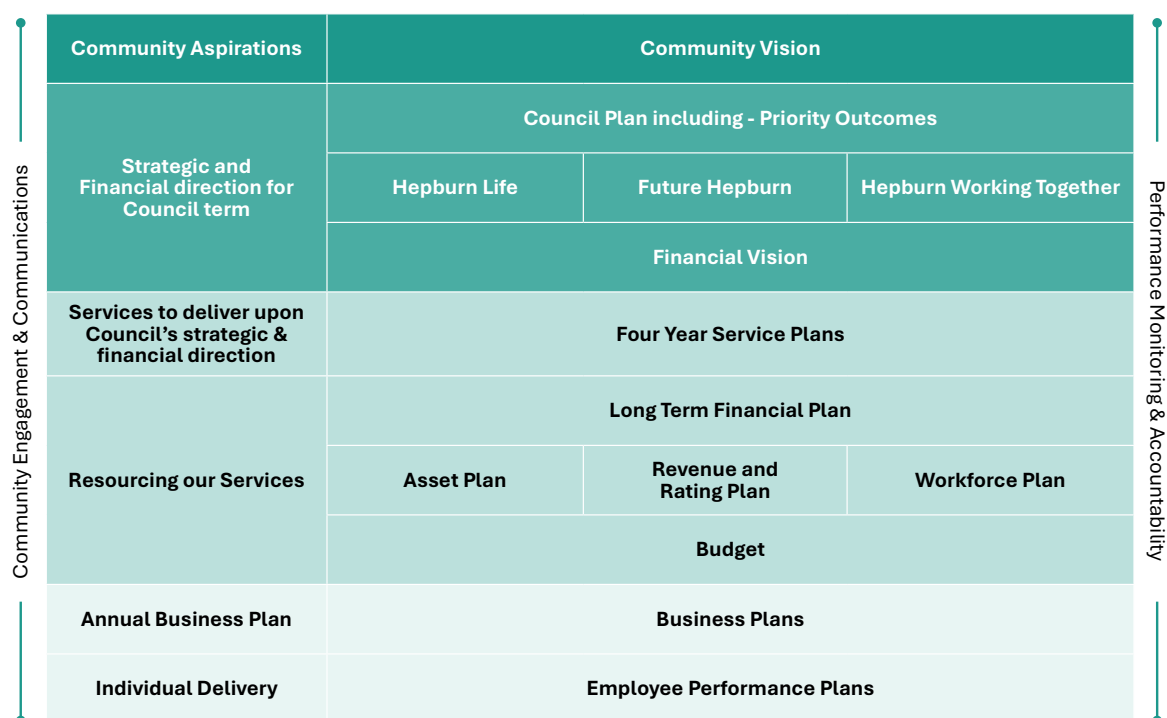 Community Engagement & Communications
Community Aspirations
Community Vision
Strategic and
Financial direction for
Council term
Council Plan including - Priority Outcomes
Hepburn Life
Future Hepburn
Hepburn Working Together
Financial Vision
Services to deliver upon
Council’s strategic &
financial direction
Four Year Service Plans
Resourcing our Services
Long Term Financial Plan
Asset Plan
Revenue and
Rating Plan
Workforce Plan
Budget
Annual Business Plan
Business Plans
Individual Delivery
Employee Performance Plans
Performance Monitoring & Accountability